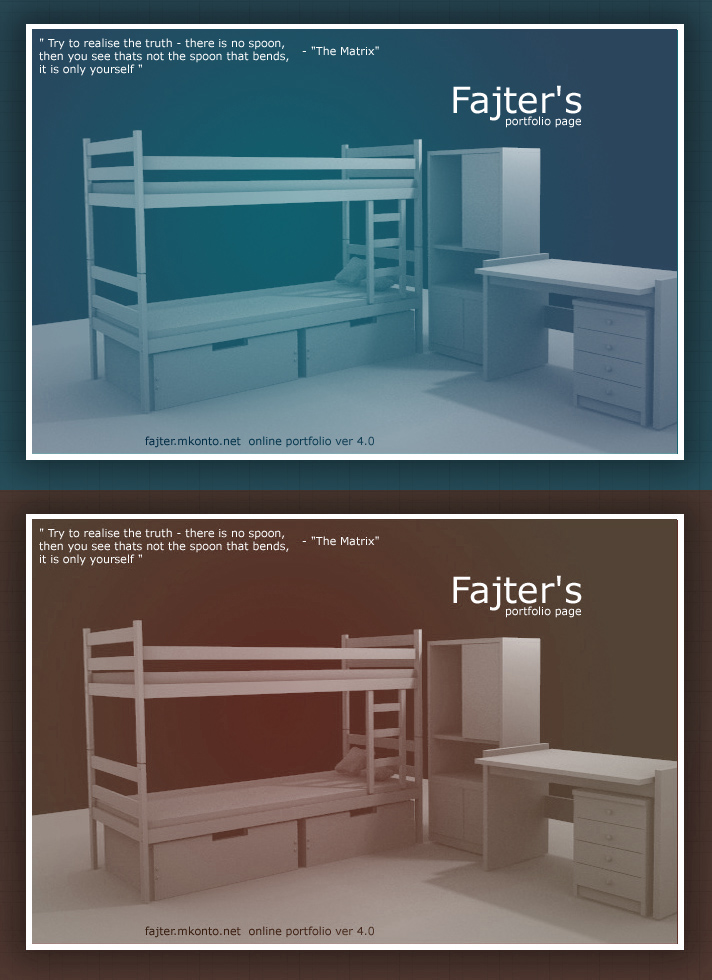 " Try to realise the truth - there is no spoon,
then you see thats not the spoon that bends,
it is only yourself "
- "The Matrix"
Fajter's
portfolio page
fajter.mkonto.net  online portfolio ver 4.0
" Try to realise the truth - there is no spoon,
then you see thats not the spoon that bends,
it is only yourself "
- "The Matrix"
Fajter's
portfolio page
fajter.mkonto.net  online portfolio ver 4.0